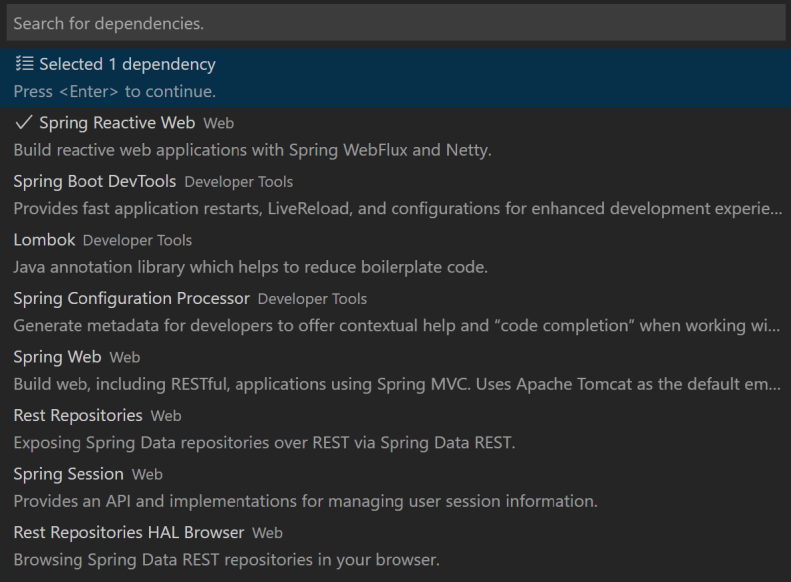 Search for dependencies.
Selected 1 dependency
Press <Enter> to continue.
Spring Reactive Web Web
Build reactive web applications with Spring WebFlux and Netty.
Spring Boot DevTools Developer Tools
Provides fast application restarts, LiveReload, and configurations for enhanced development experie...
Lombok Developer Tools
Java annotation library which helps to reduce boilerplate code.
Spring Configuration Processor Developer Tools
Generate metadata for developers to offer contextual help and “code completion” when working wi...
Spring Web Web
Build web, including RESTful, applications using Spring MVC. Uses Apache Tomcat as the default em...
Rest Repositories Web
Exposing Spring Data repositories over REST via Spring Data REST.
Spring Session Web
Provides an API and implementations for managing user session information.
Rest Repositories HAL Browser Web
Browsing Spring Data REST repositories in your browser.